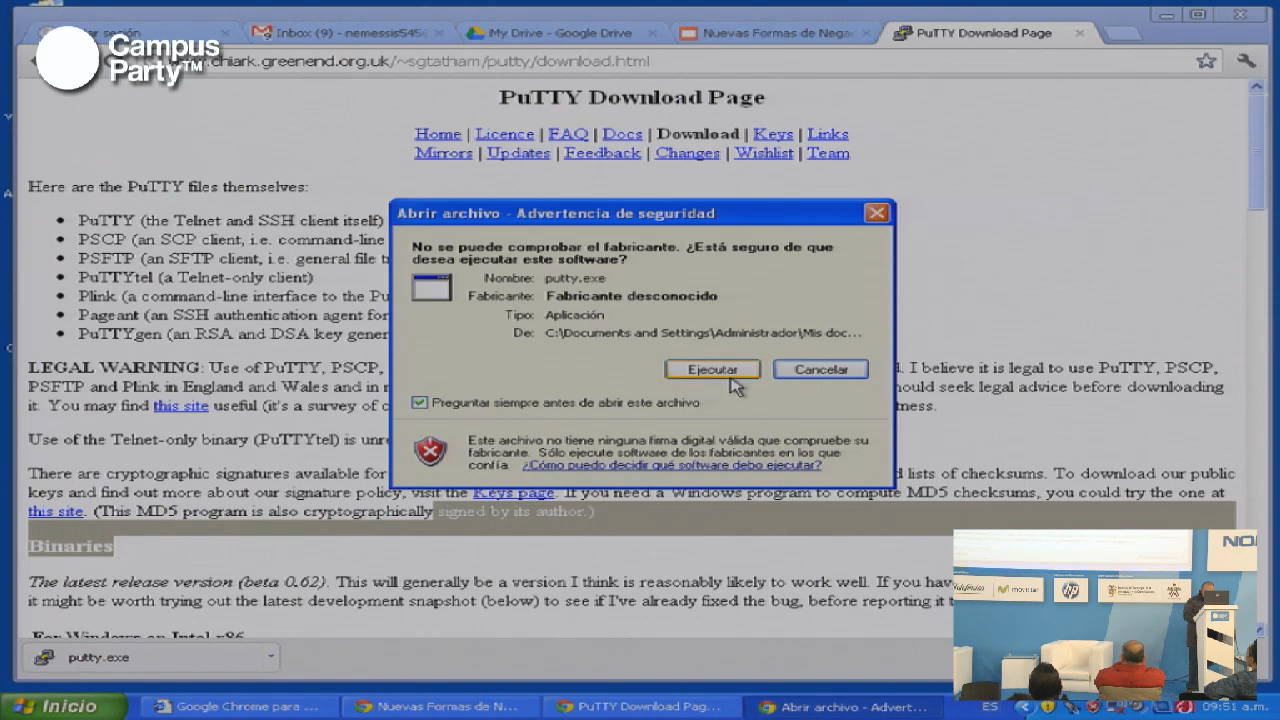 Campus
Party™
Inbox (9) - nemessis545
My Drive - Google Drive
Nuevas Formas de Nega
PuTTY Download Page
chiark.greenend.org.uk/~sgtatham/putty/download.html
PuTTY Download Page
Home | Licence | FAQ | Docs | Download | Keys | Links
Mirrors | Updates | Feedback | Changes | Wishlist | Team
Here are the PuTTY files themselves:
• PuTTY (the Telnet and SSH client itself)
• PSCP (an SCP client, i.e. command-line
• PSFTP (an SFTP client, i.e. general file t
• PuTTYtel (a Telnet-only client)
• Plink (a command-line interface to the Pu
• Pageant (an SSH authentication agent for
• PuTTYgen (an RSA and DSA key gener
Abrir archivo - Advertencia de seguridad
No se puede comprobar el fabricante. ¿Está seguro de que
desea ejecutar este software?
Nombre: putty.exe
Fabricante: Fabricante desconocido
Tipo: Aplicación
De: C:\Documents and Settings\Administrador\Mis doc...
Ejecutar Cancelar
Preguntar siempre antes de abrir este archivo
Este archivo no tiene ninguna firma digital válida que compruebe su
fabricante. Sólo ejecute software de los fabricantes en los que
confía. ¿Cómo puedo decidir qué software debo ejecutar?
LEGAL WARNING: Use of PuTTY, PSCP, . I believe it is legal to use PuTTY, PSCP,
PSFTP and Plink in England and Wales and in m hould seek legal advice before downloading
it. You may find this site useful (it's a survey of c tness.
Use of the Telnet-only binary (PuTTYtel) is unre
There are cryptographic signatures available for d lists of checksums. To download our public
keys and find out more about our signature policy, visit the Keys page. If you need a Windows program to compute MD5 checksums, you could try the one at
this site. (This MD5 program is also cryptographically signed by its author.)
Binaries
The latest release version (beta 0.62). This will generally be a version I think is reasonably likely to work well. If you hav
it might be worth trying out the latest development snapshot (below) to see if I've already fixed the bug, before reporting it t
For Windows on Intel x86
putty.exe
NO
movistar
hp
Inicio
Google Chrome para ...
Nuevas Formas de N...
PuTTY Download Pag...
Abrir archivo - Advert...
ES
09:51 a.m.